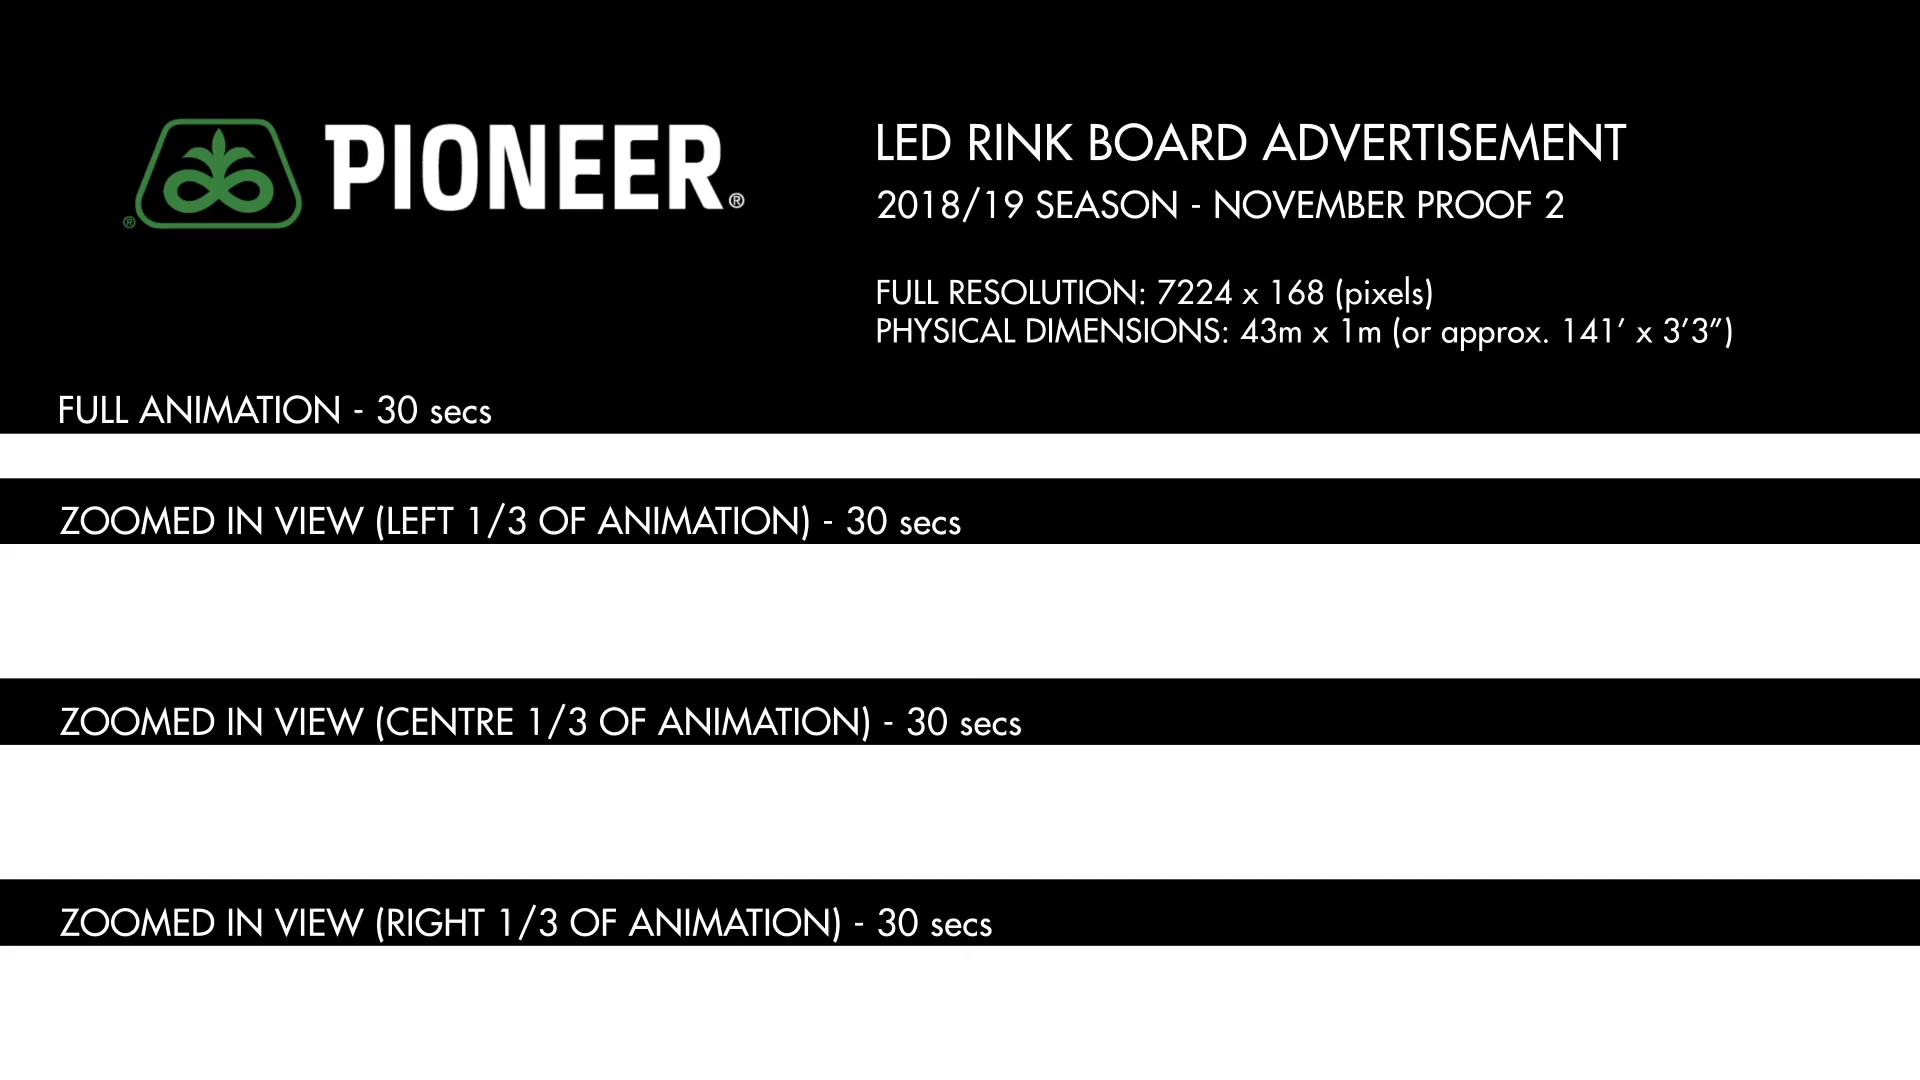 PIONEER®
®
LED RINK BOARD ADVERTISEMENT
2018/19 SEASON - NOVEMBER PROOF 2
FULL RESOLUTION: 7224 x 168 (pixels)
PHYSICAL DIMENSIONS: 43m x 1m (or approx. 141’ x 3’3”)
FULL ANIMATION - 30 secs
ZOOMED IN VIEW (LEFT 1/3 OF ANIMATION) - 30 secs
ZOOMED IN VIEW (CENTRE 1/3 OF ANIMATION) - 30 secs
ZOOMED IN VIEW (RIGHT 1/3 OF ANIMATION) - 30 secs